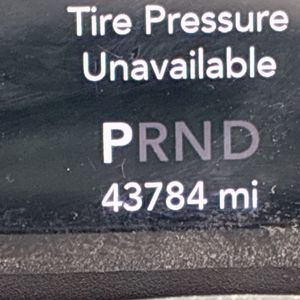 Tire Pressure
Unavailable
PRND
43784 mi